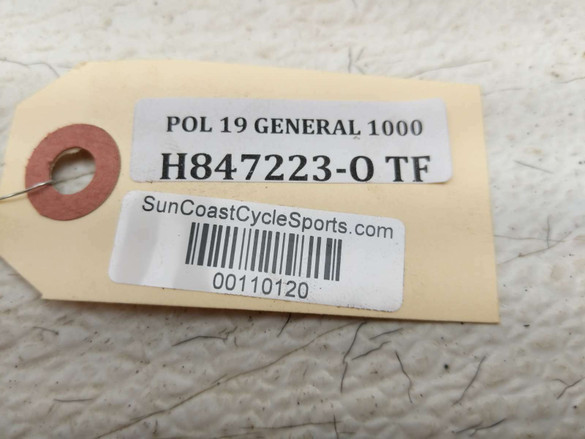 POL 19 GENERAL 1000
H847223-O TF
SunCoastCycleSports.com
00110120